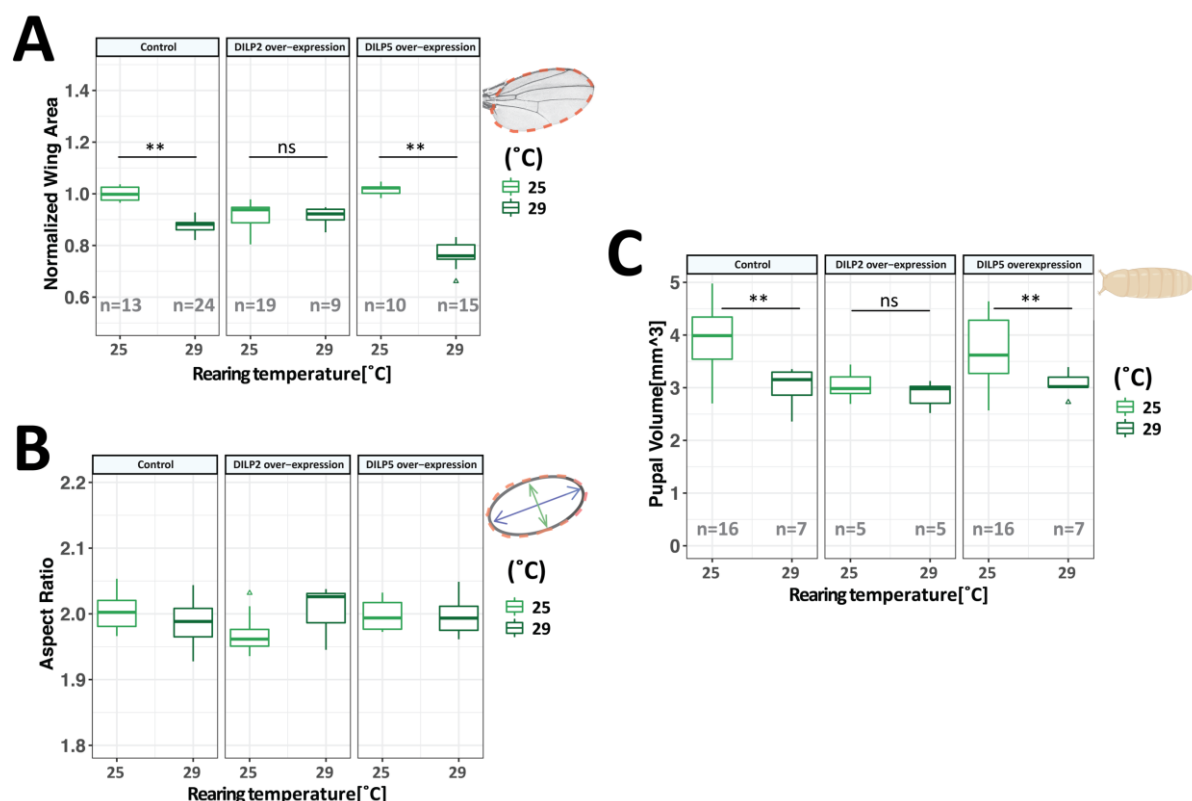 A
Control
DILP2 over-expression
DILP5 over-expression
Normalized Wing Area
1.4
1.2
1.0
0.8
0.6
**
ns
**
n=13
n=24
n=19
n=9
n=10
n=15
25
29
25
29
25
29
Rearing temperature[˚C]
(˚C)
25
29
B
Control
DILP2 over-expression
DILP5 over-expression
Aspect Ratio
2.2
2.1
2.0
1.9
1.8
25
29
25
29
25
29
Rearing temperature[˚C]
(˚C)
25
29
C
Control
DILP2 over-expression
DILP5 overexpression
Pupal Volume[mm^3]
5
4
3
2
1
0
**
ns
**
n=16
n=7
n=5
n=5
n=16
n=7
25
29
25
29
25
29
Rearing temperature[˚C]
(˚C)
25
29